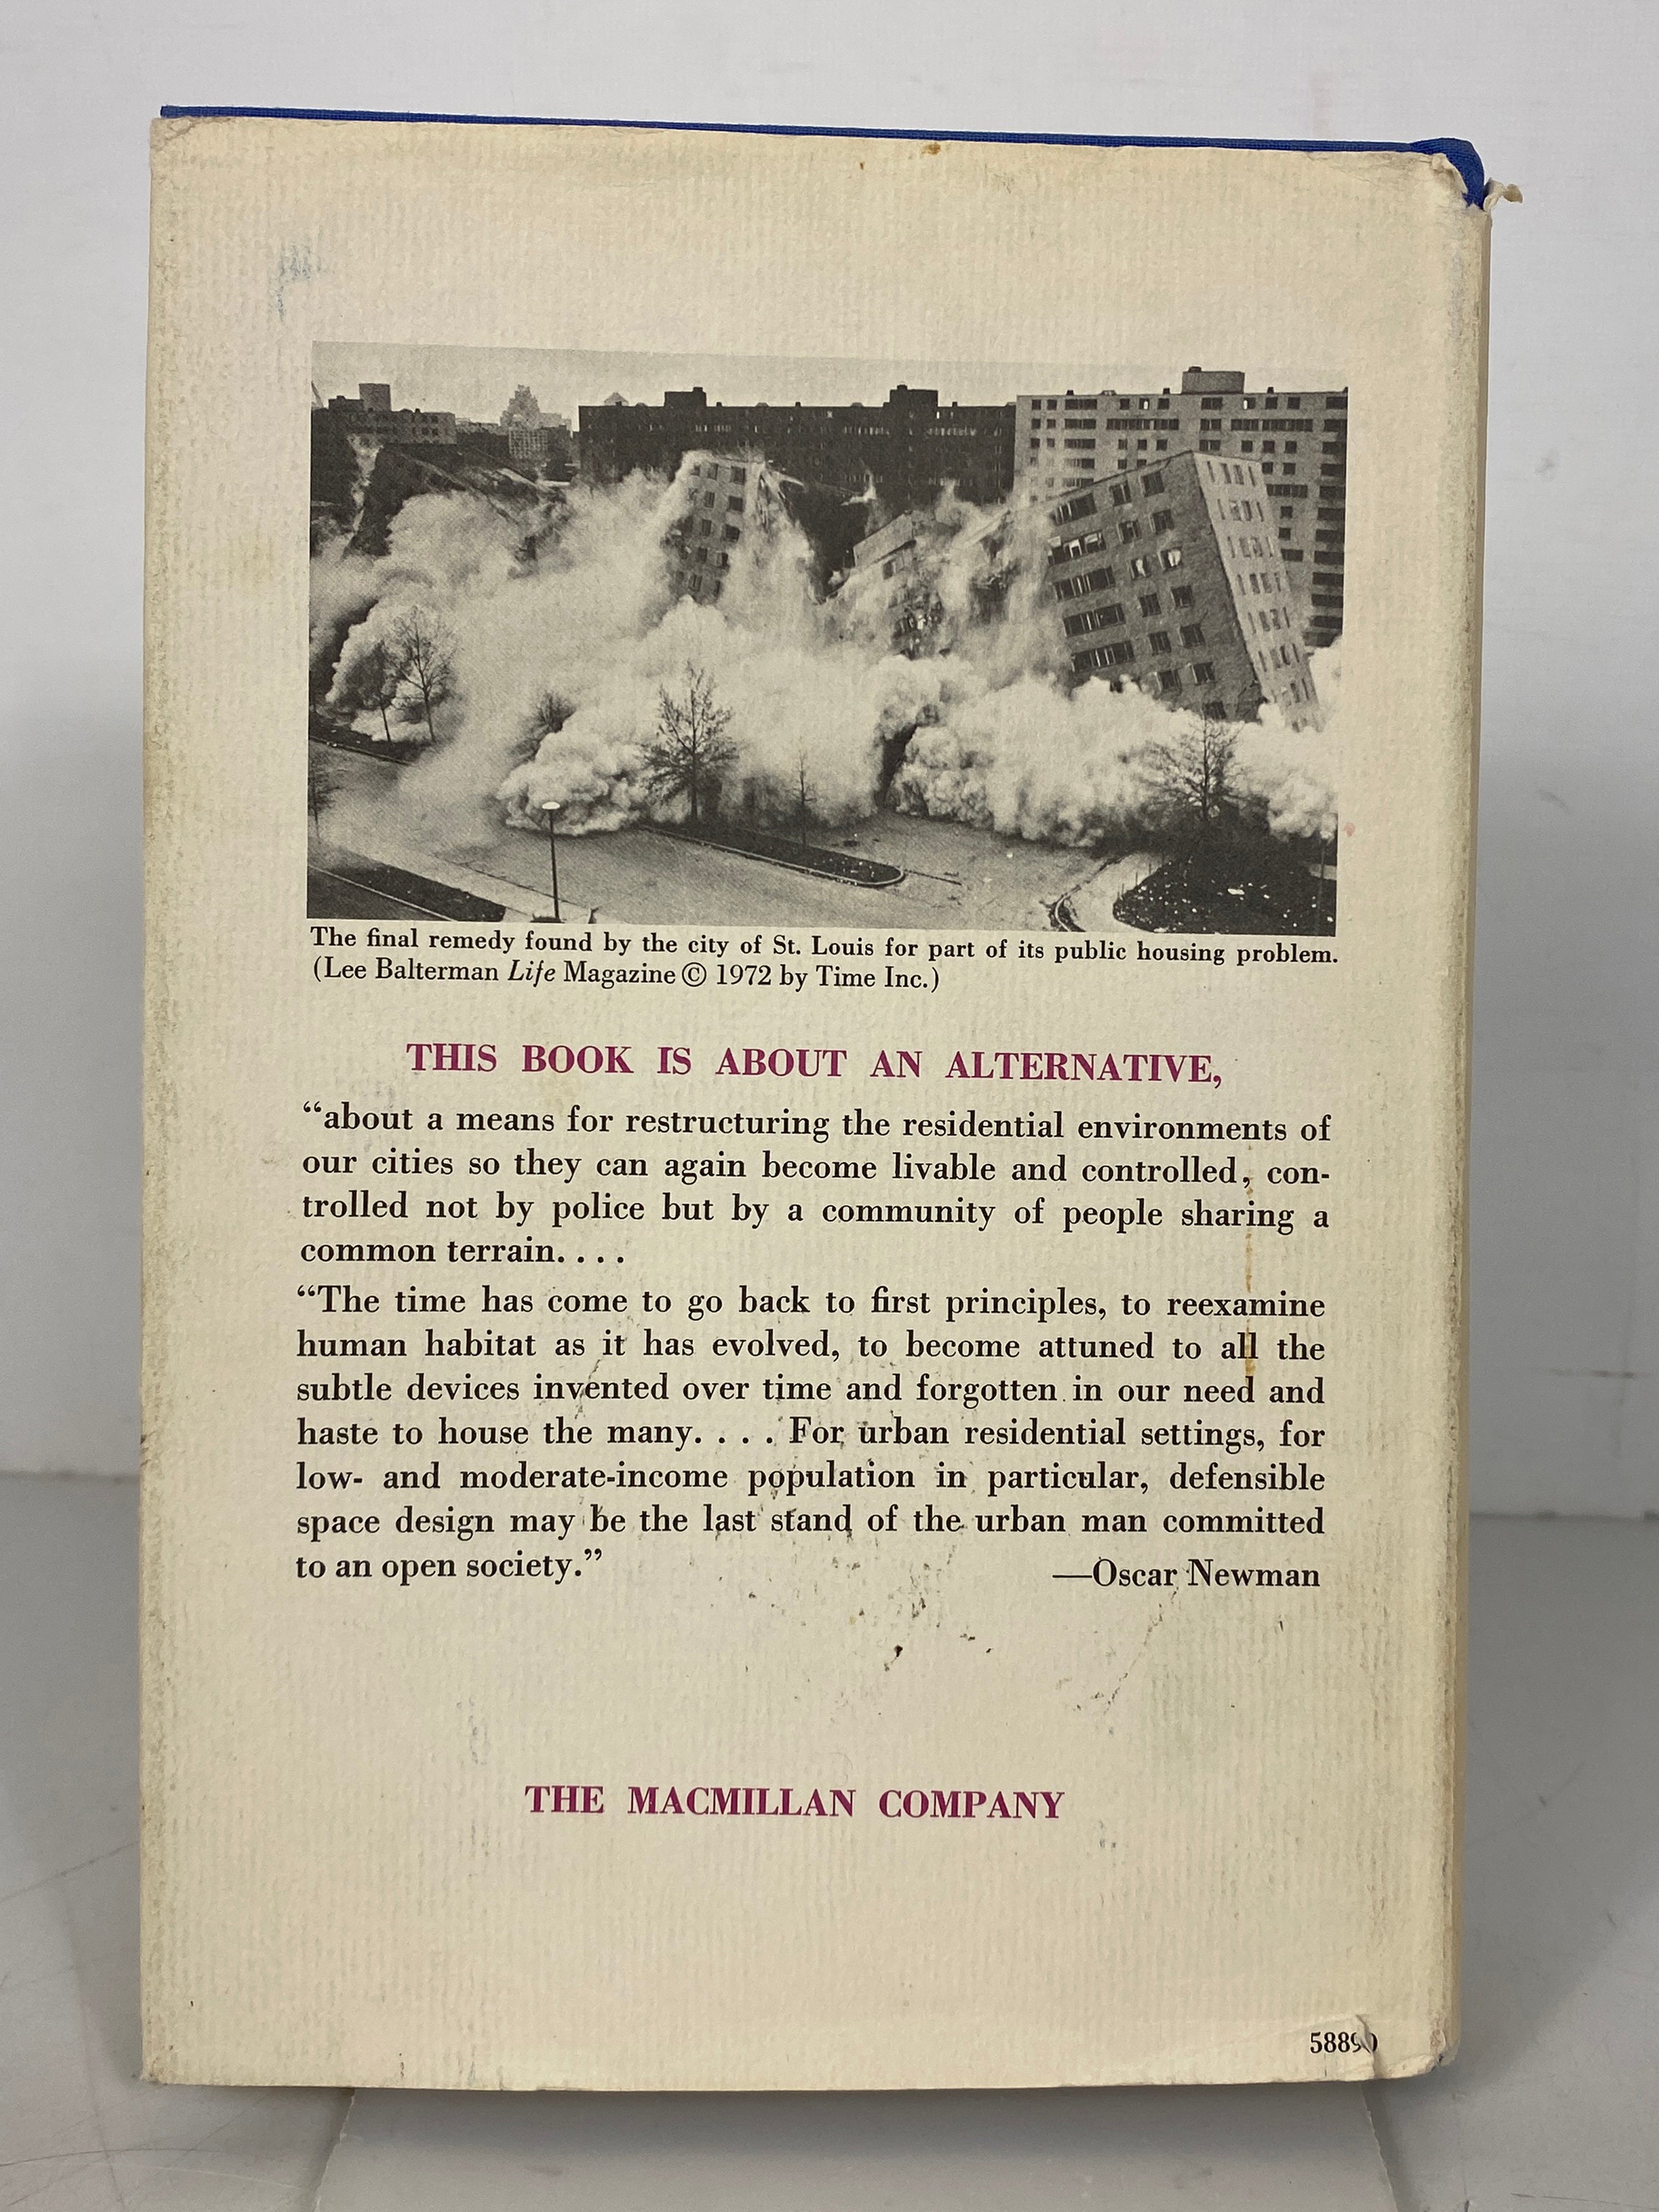 The final remedy found by the city of St. Louis for part of its public housing problem.
(Lee Balterman Life Magazine © 1972 by Time Inc.)
THIS BOOK IS ABOUT AN ALTERNATIVE,
“about a means for restructuring the residential environments of
our cities so they can again become livable and controlled, con-
trolled not by police but by a community of people sharing a
common terrain. . . .
“The time has come to go back to first principles, to reexamine
human habitat as it has evolved, to become attuned to all the
subtle devices invented over time and forgotten in our need and
haste to house the many. . . . For urban residential settings, for
low- and moderate-income population in particular, defensible
space design may be the last stand of the urban man committed
to an open society.”
—Oscar Newman
THE MACMILLAN COMPANY
58890